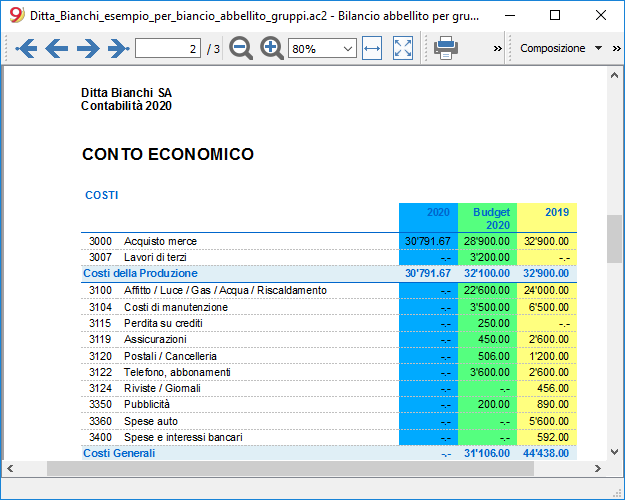 Ditta_Bianchi_esempio_per_biancio_abbellito_gruppi.ac2 - Bilancio abbellito per gru...
2 / 3 80% » Composizione »
Ditta Bianchi SA
Contabilità 2020
CONTO ECONOMICO
COSTI
2020 Budget 2020 2019
3000 Acquisto merce 30'791.67 28'900.00 32'900.00
3007 Lavori di terzi -.- 3'200.00 -.-
Costi della Produzione 30'791.67 32'100.00 32'900.00
3100 Affitto / Luce / Gas / Acqua / Riscaldamento -.- 22'600.00 24'000.00
3104 Costi di manutenzione -.- 3'500.00 6'500.00
3115 Perdita su crediti -.- 250.00 -.-
3119 Assicurazioni -.- 450.00 2'600.00
3120 Postali / Cancelleria -.- 506.00 1'200.00
3122 Telefono, abbonamenti -.- 3'600.00 2'600.00
3124 Riviste / Giornali -.- -.- 456.00
3350 Pubblicità -.- 200.00 890.00
3360 Spese auto -.- -.- 5'600.00
3400 Spese e interessi bancari -.- -.- 592.00
Costi Generali -.- 31'106.00 44'438.00